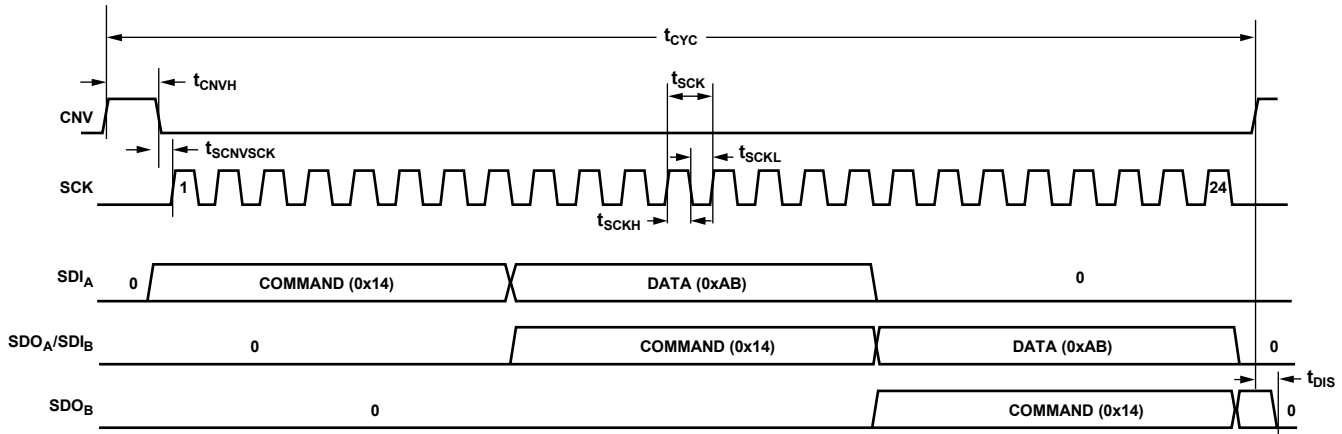 tCYC
tCNVH
tSCK
CNV
tSCNVSCK
tSCKL
SCK
1
24
tSCKH
SDIA
0
COMMAND (0x14)
DATA (0xAB)
0
SDOA/SDIB
0
COMMAND (0x14)
DATA (0xAB)
0
tDIS
SDOB
0
COMMAND (0x14)
0